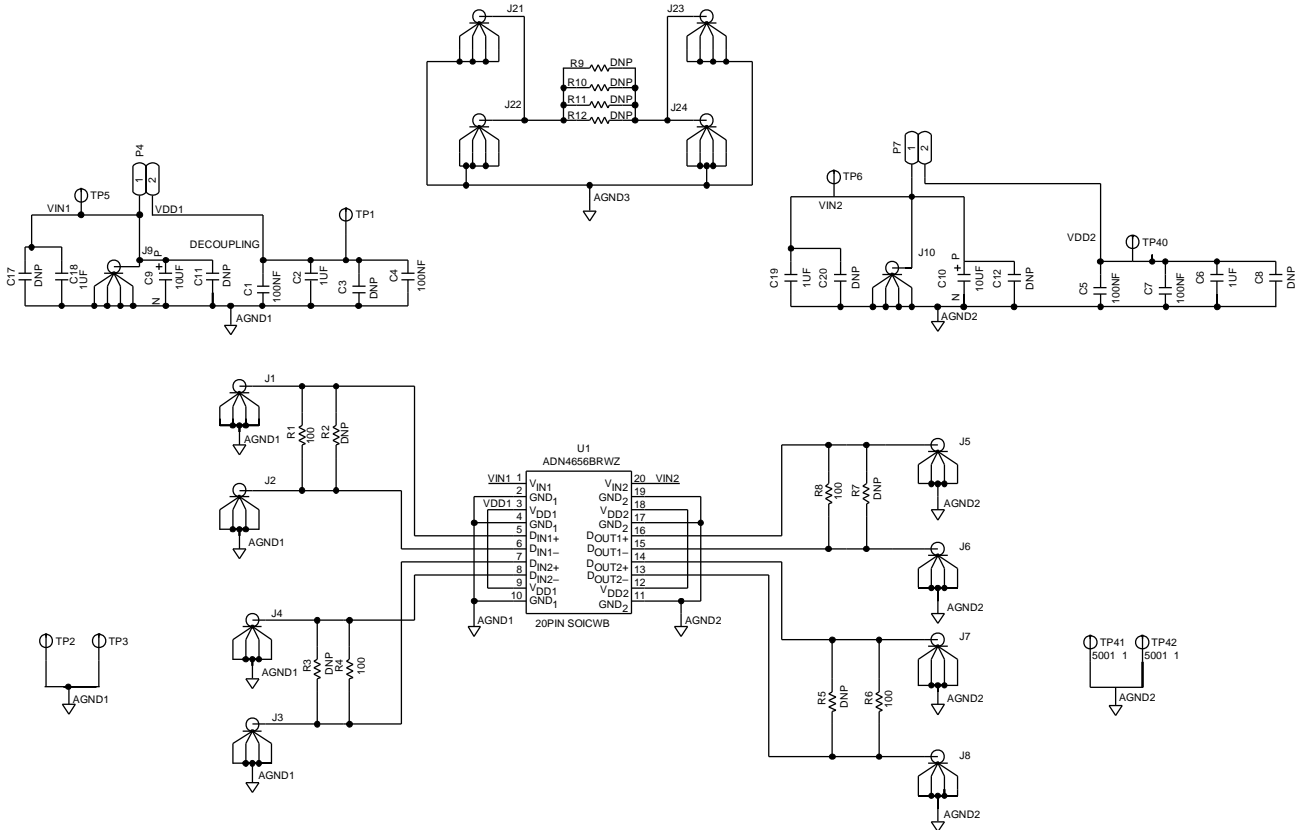 J21
J23
R9 DNP
R10 DNP
R11 DNP
R12 DNP
J22
J24
AGND3
P4
1
2
TP5
VIN1
VDD1
TP1
J9
DECOUPLING
C17
DNP
C18
1UF
P
+
C9
10UF
N
C11
DNP
C1
100NF
C2
1UF
C3
DNP
C4
100NF
AGND1
P7
1
2
TP6
VIN2
VDD2
TP40
J10
C19
1UF
C20
DNP
P
+
C10
10UF
N
C12
DNP
C5
100NF
C7
100NF
C6
1UF
C8
DNP
AGND2
J1
AGND1
R1
100
R2
DNP
J2
AGND1
J4
AGND1
R3
DNP
R4
100
J3
AGND1
TP2
TP3
AGND1
U1
ADN4656BRWZ
VIN1 1 VIN1 VIN2 20 VIN2
2 GND1 GND2 19
VDD1 3 VDD1 VDD2 18
4 GND1 GND2 17
5 DIN1+ DOUT1+ 16
6 DIN1– DOUT1– 15
7 DIN2+ DOUT2+ 14
8 DIN2– DOUT2– 13
9 VDD1 VDD2 12
10 GND1 GND2 11
AGND1
20PIN SOICWB
AGND2
J5
AGND2
R8
100
R7
DNP
J6
AGND2
J7
AGND2
R5
DNP
R6
100
J8
AGND2
TP41
5001 1
TP42
5001 1
AGND2